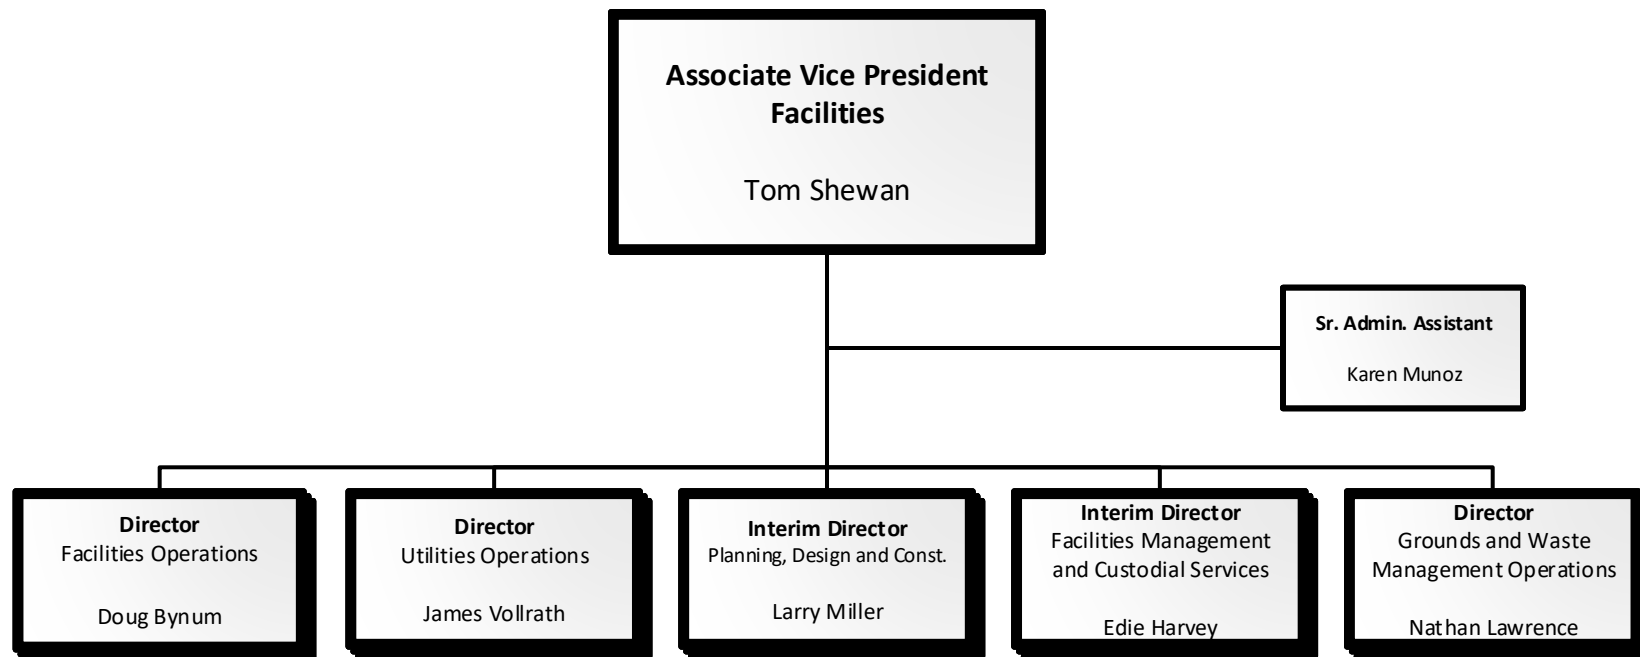 Associate Vice President
Facilities
Tom Shewan
Sr. Admin. Assistant
Karen Munoz
Director
Facilities Operations
Doug Bynum
Director
Utilities Operations
James Vollrath
Interim Director
Planning, Design and Const.
Larry Miller
Interim Director
Facilities Management
and Custodial Services
Edie Harvey
Director
Grounds and Waste
Management Operations
Nathan Lawrence